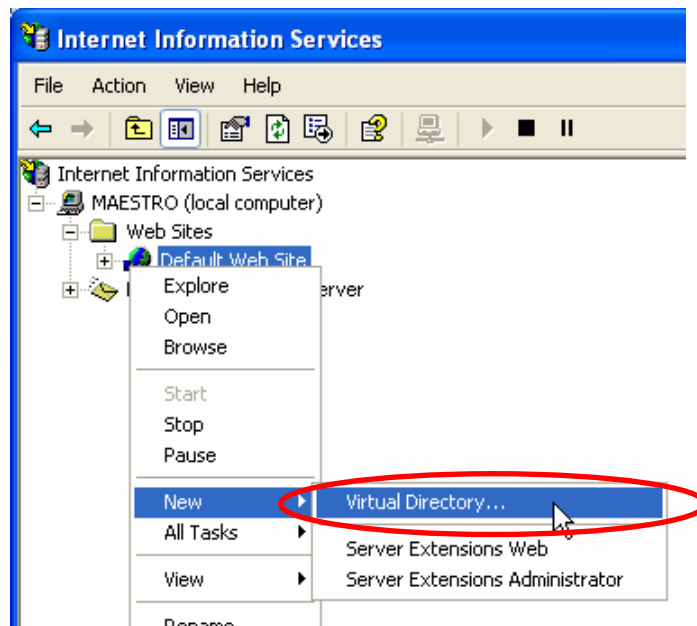 Internet Information Services
File Action View Help
Internet Information Services
MAESTRO (local computer)
Web Sites
Default Web Site
erver
Explore
Open
Browse
Start
Stop
Pause
New
All Tasks
View
Rename
Virtual Directory...
Server Extensions Web
Server Extensions Administrator